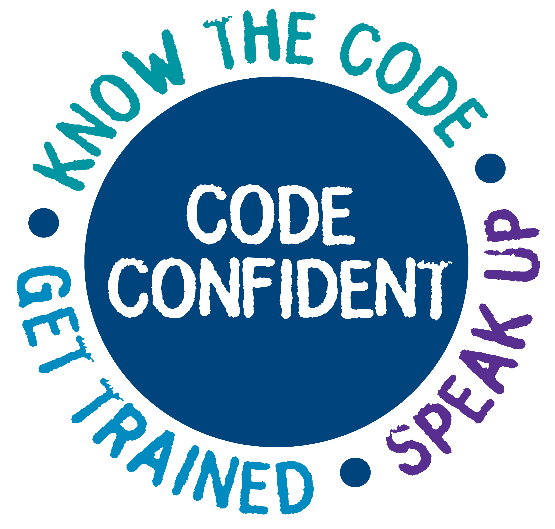 KNOW THE CODE
SPEAK UP
GET TRAINED
CODE
CONFIDENT